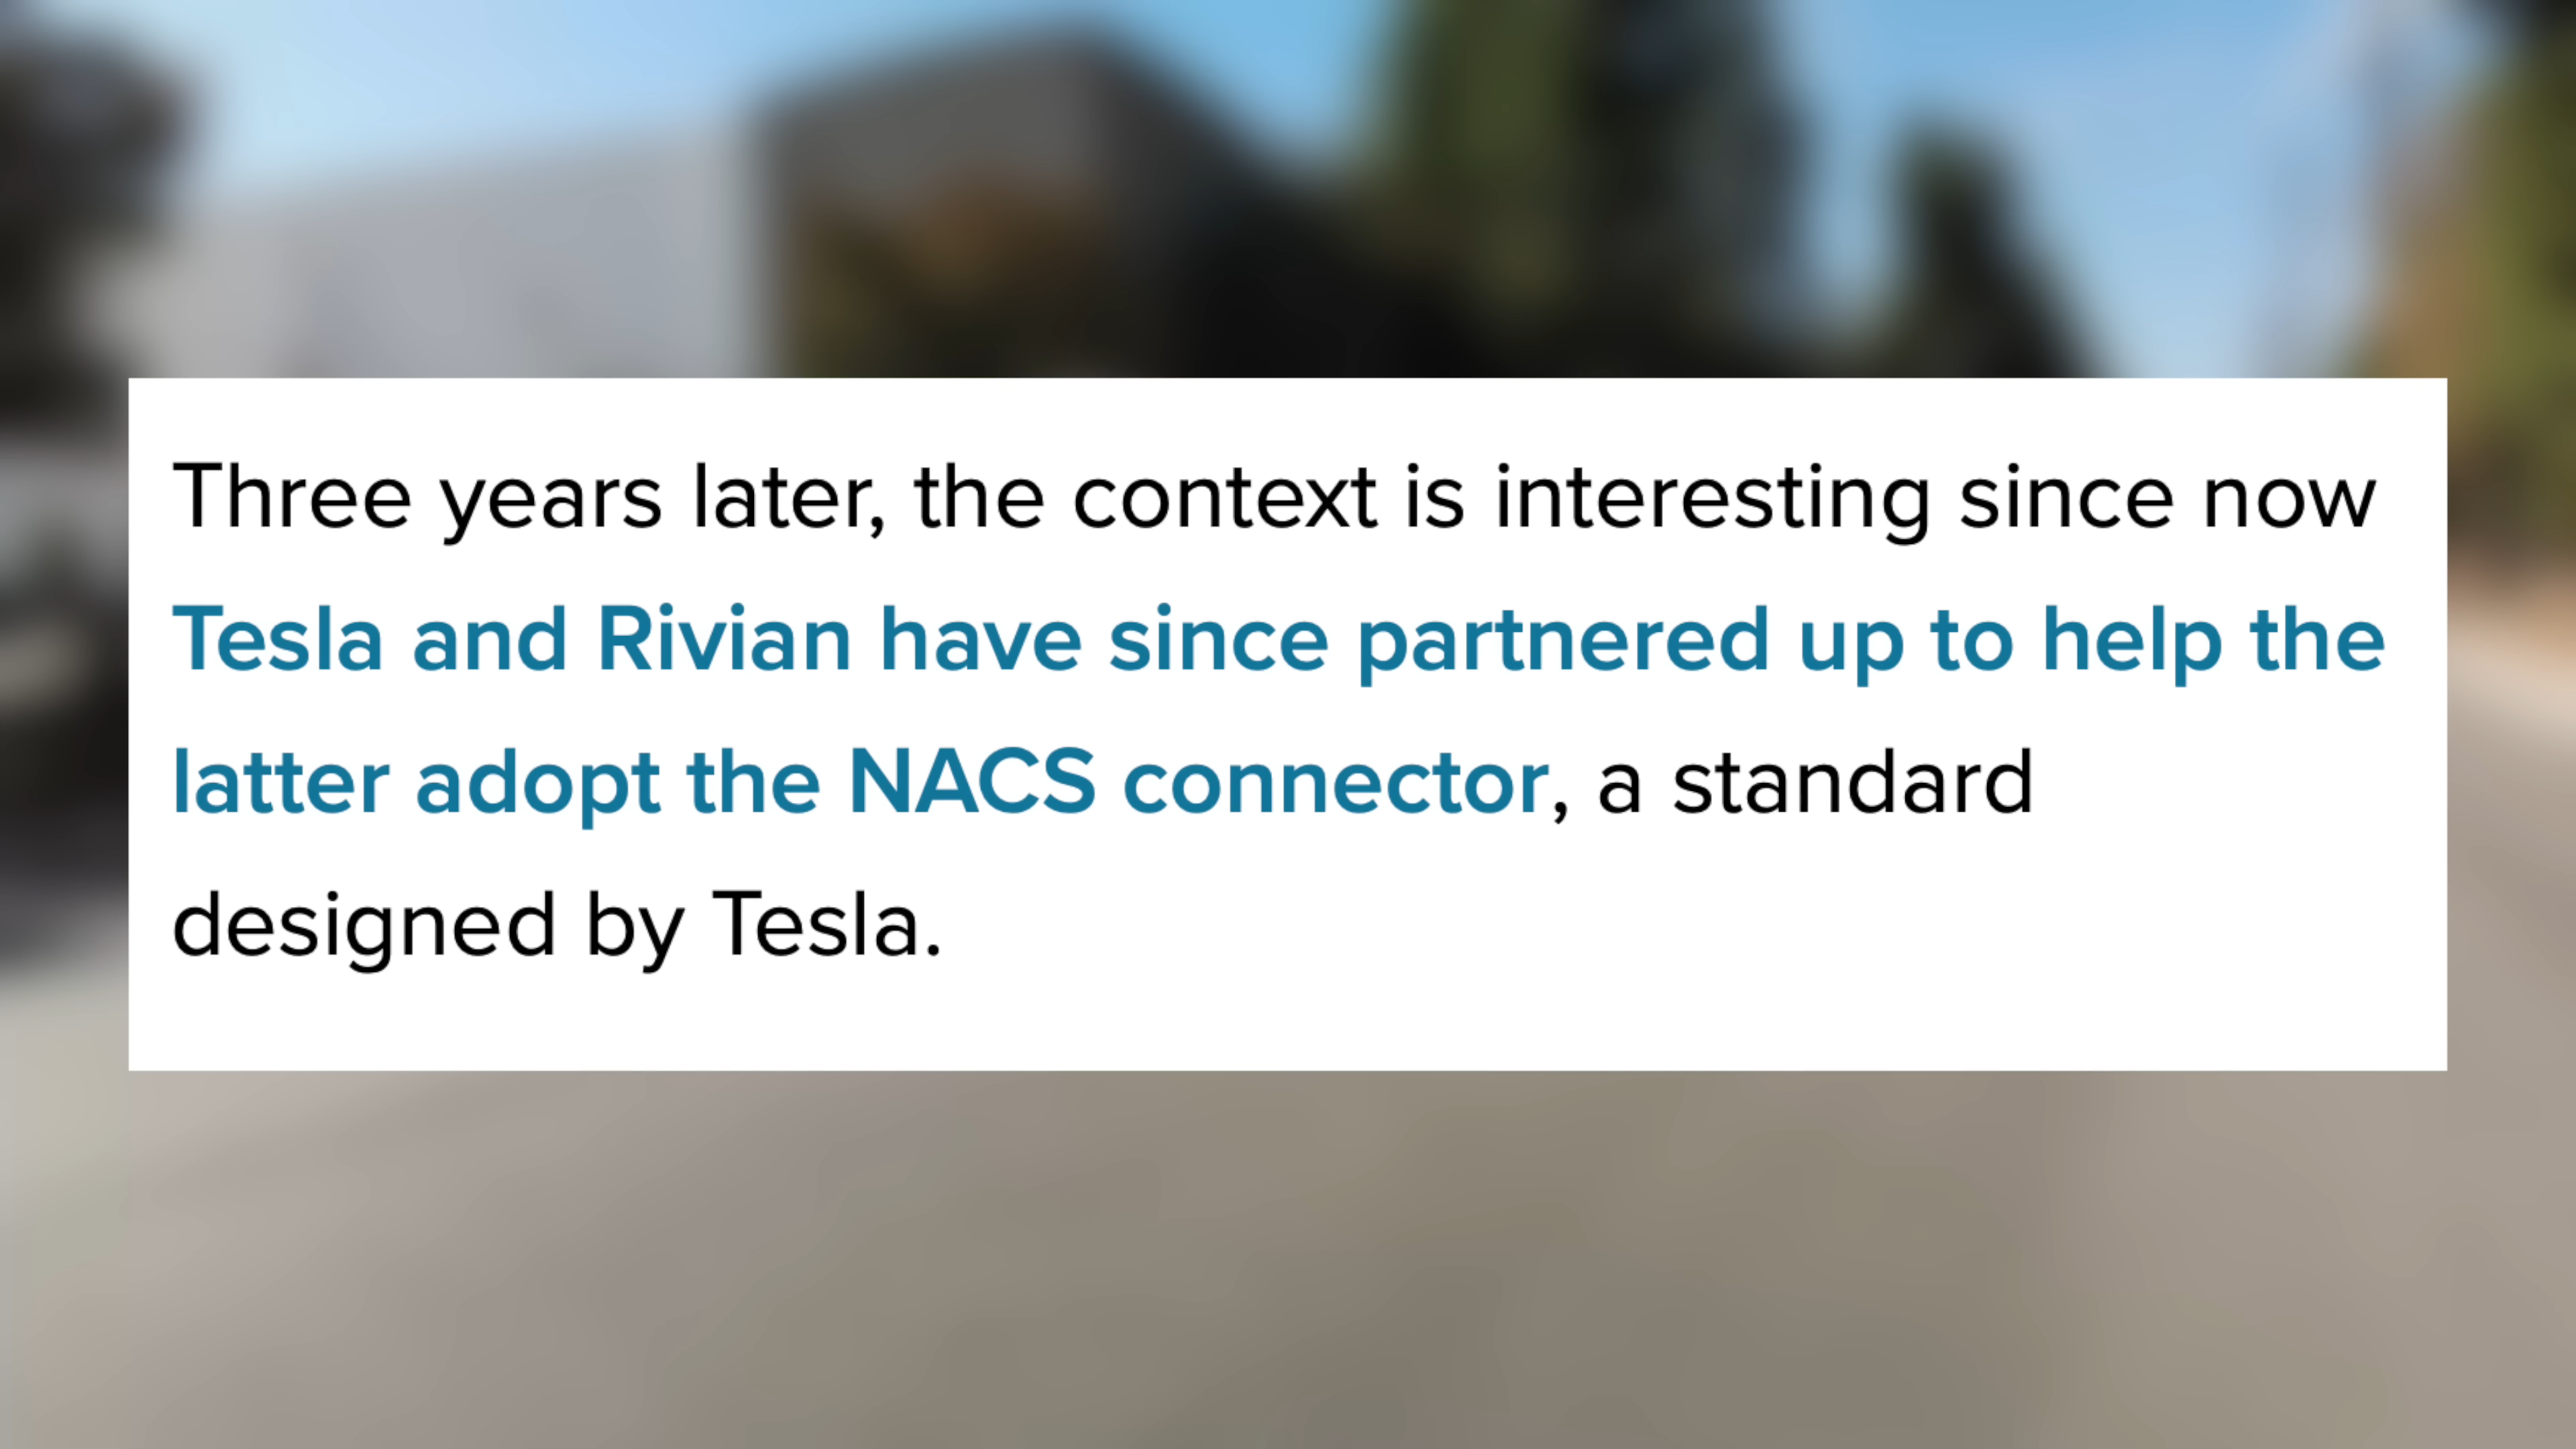 Three years later, the context is interesting since now
Tesla and Rivian have since partnered up to help the
latter adopt the NACS connector, a standard
designed by Tesla.